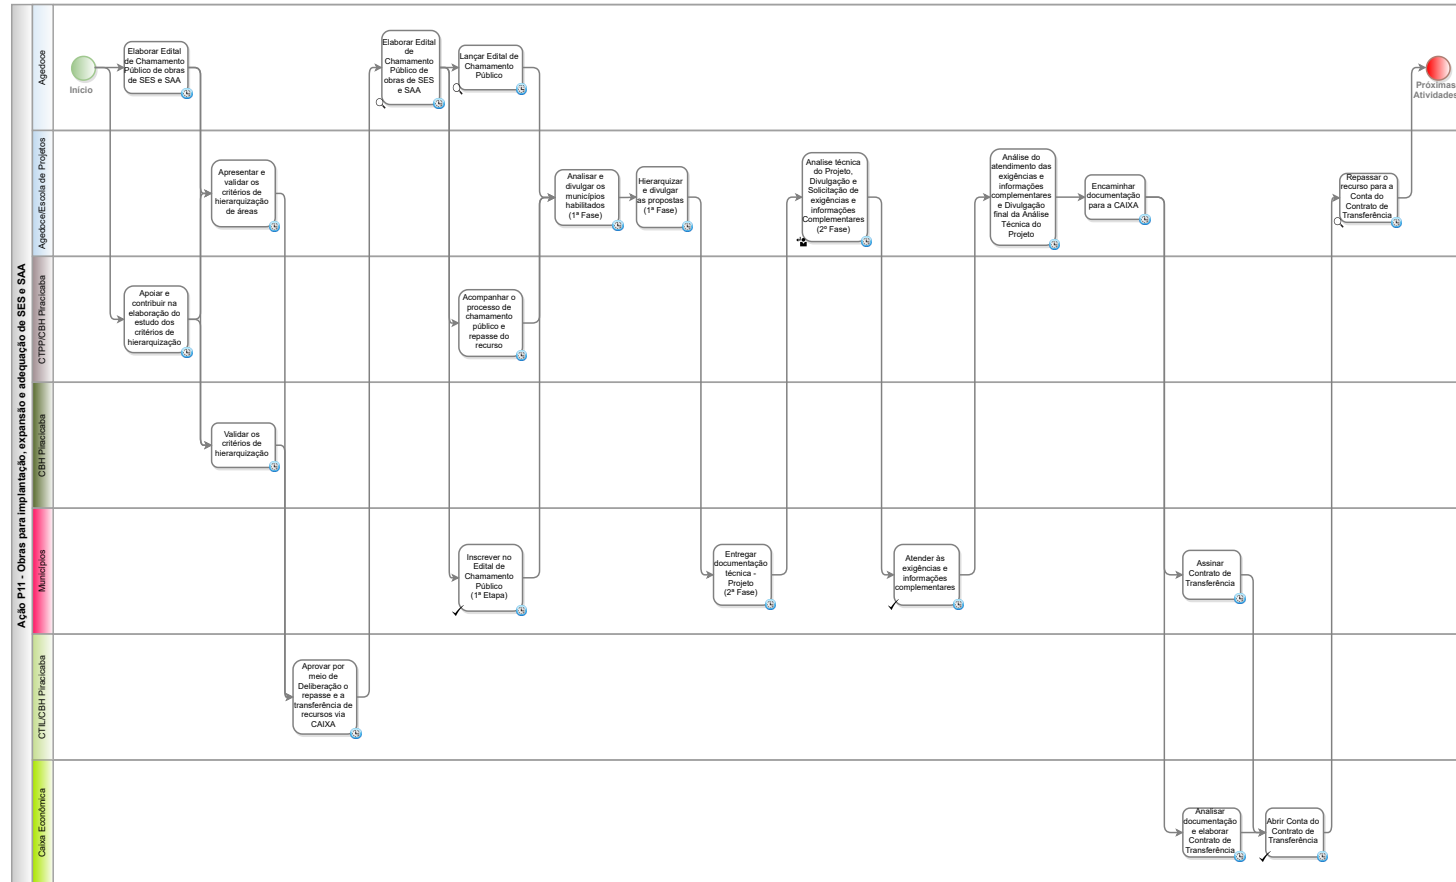 Ação P11 - Obras para implantação, expansão e adequação de SES e SAA
Agedoce
Início
Elaborar Edital
de Chamamento
Público de obras
de SES e SAA
Elaborar Edital
de
Chamamento
Público de
obras de SES
e SAA
Lançar Edital de
Chamamento
Público
Próximas
Atividades
Agedoce/Escola de Projetos
Apresentar e
validar os
critérios de
hierarquização
de áreas
Analisar e
divulgar os
municípios
habilitados
(1ª Fase)
Hierarquizar
e divulgar
as propostas
(1ª Fase)
Analise técnica
do Projeto,
Divulgação e
Solicitação de
exigências e
informações
Complementares
(2º Fase)
Análise do
atendimento das
exigências e
informações
complementares
e Divulgação
final da Análise
Técnica do
Projeto
Encaminhar
documentação
para a CAIXA
Repassar o
recurso para a
Conta do
Contrato de
Transferência
CTPP/CBH Piracicaba
Apoiar e
contribuir na
elaboração do
estudo dos
critérios de
hierarquização
Acompanhar o
processo de
chamamento
público e
repasse do
recurso
CBH Piracicaba
Validar os
critérios de
hierarquização
Municípios
Inscrever no
Edital de
Chamamento
Público
(1ª Etapa)
Entregar
documentação
técnica -
Projeto
(2ª Fase)
Atender às
exigências e
informações
complementares
Assinar
Contrato de
Transferência
CTIL/CBH Piracicaba
Aprovar por
meio de
Deliberação o
repasse e a
transferência de
recursos via
CAIXA
Caixa Econômica
Analisar
documentação
e elaborar
Contrato de
Transferência
Abrir Conta do
Contrato de
Transferência